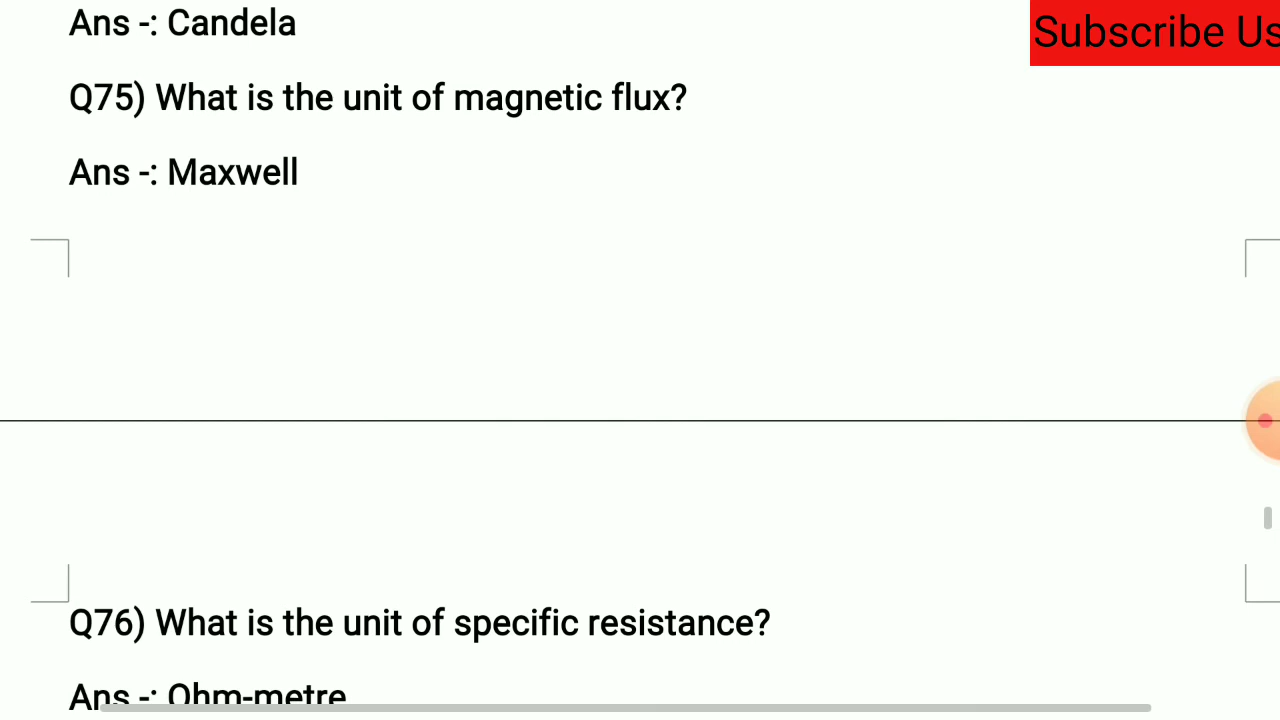 Ans -: Candela
Subscribe Us
Q75) What is the unit of magnetic flux?
Ans -: Maxwell
Q76) What is the unit of specific resistance?
Ans -: Ohm-metre